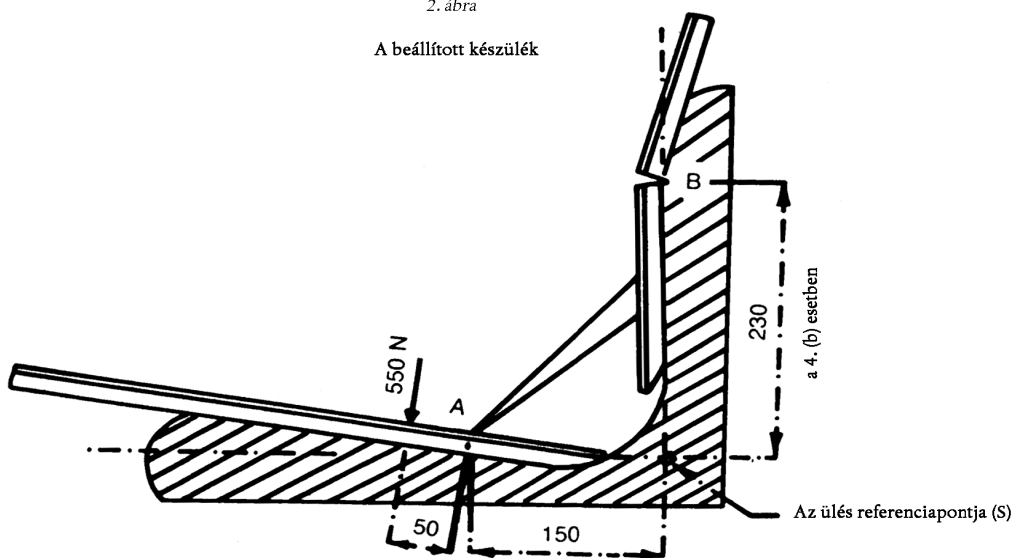 2. ábra
A beállított készülék
B
230
a 4. (b) esetben
550 N
A
50
150
Az ülés referenciapontja (S)